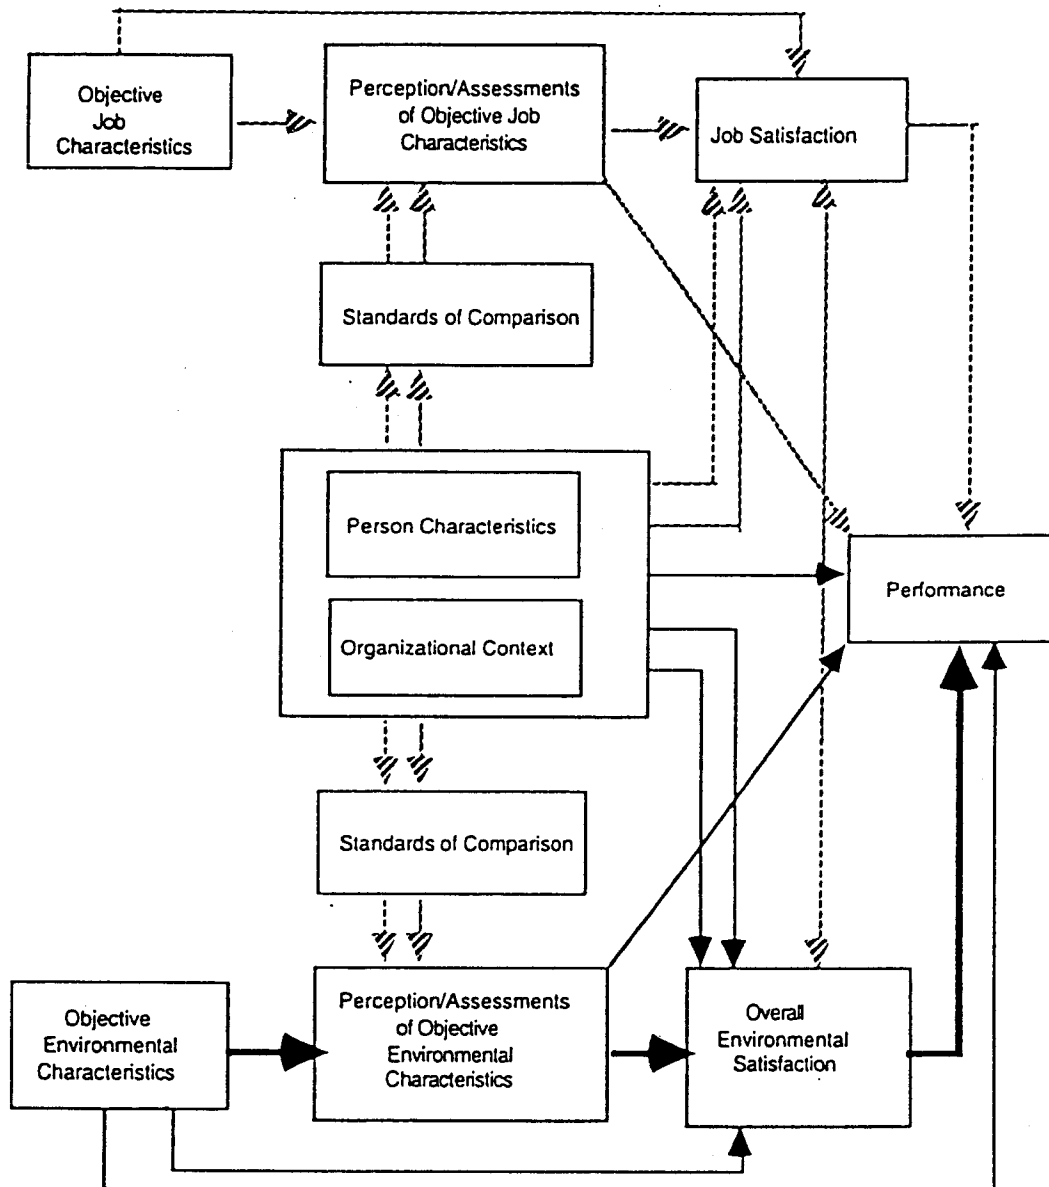 Objective
Job
Characteristics
Perception/Assessments
of Objective Job
Characteristics
Job Satisfaction
Standards of Comparison
Person Characteristics
Organizational Context
Performance
Standards of Comparison
Objective
Environmental
Characteristics
Perception/Assessments
of Objective
Environmental
Characteristics
Overall
Environmental
Satisfaction